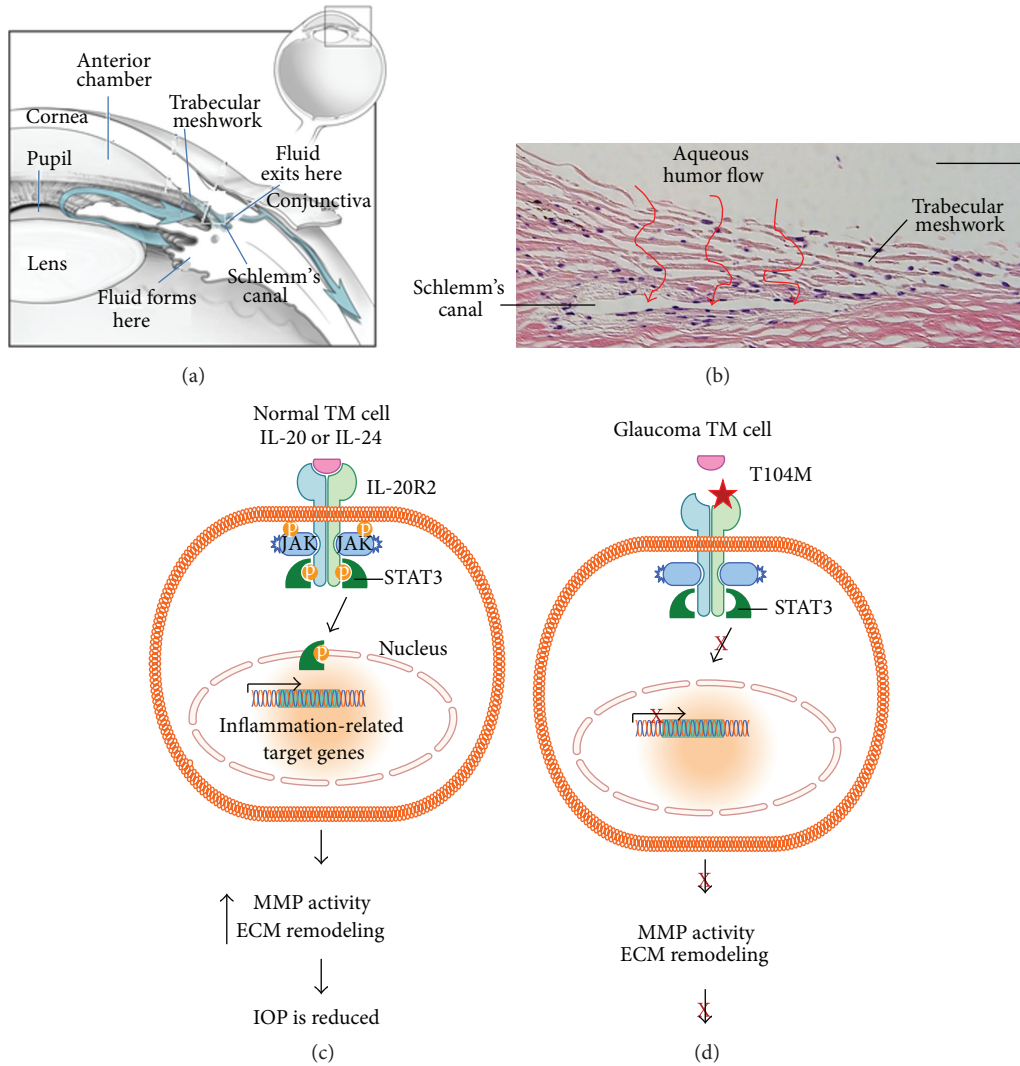 Anterior
chamber
Cornea
Trabecular
meshwork
Pupil
Fluid
exits here
Conjunctiva
Lens
Schlemm's
canal
Fluid forms
here
(a)
Aqueous
humor flow
Trabecular
meshwork
Schlemm's
canal
(b)
Normal TM cell
IL-20 or IL-24
IL-20R2
P
P
JAK
JAK
P
P
STAT3
P
Nucleus
Inflammation-related
target genes
MMP activity
ECM remodeling
IOP is reduced
(c)
Glaucoma TM cell
T104M
STAT3
X
X
X
MMP activity
ECM remodeling
X
(d)